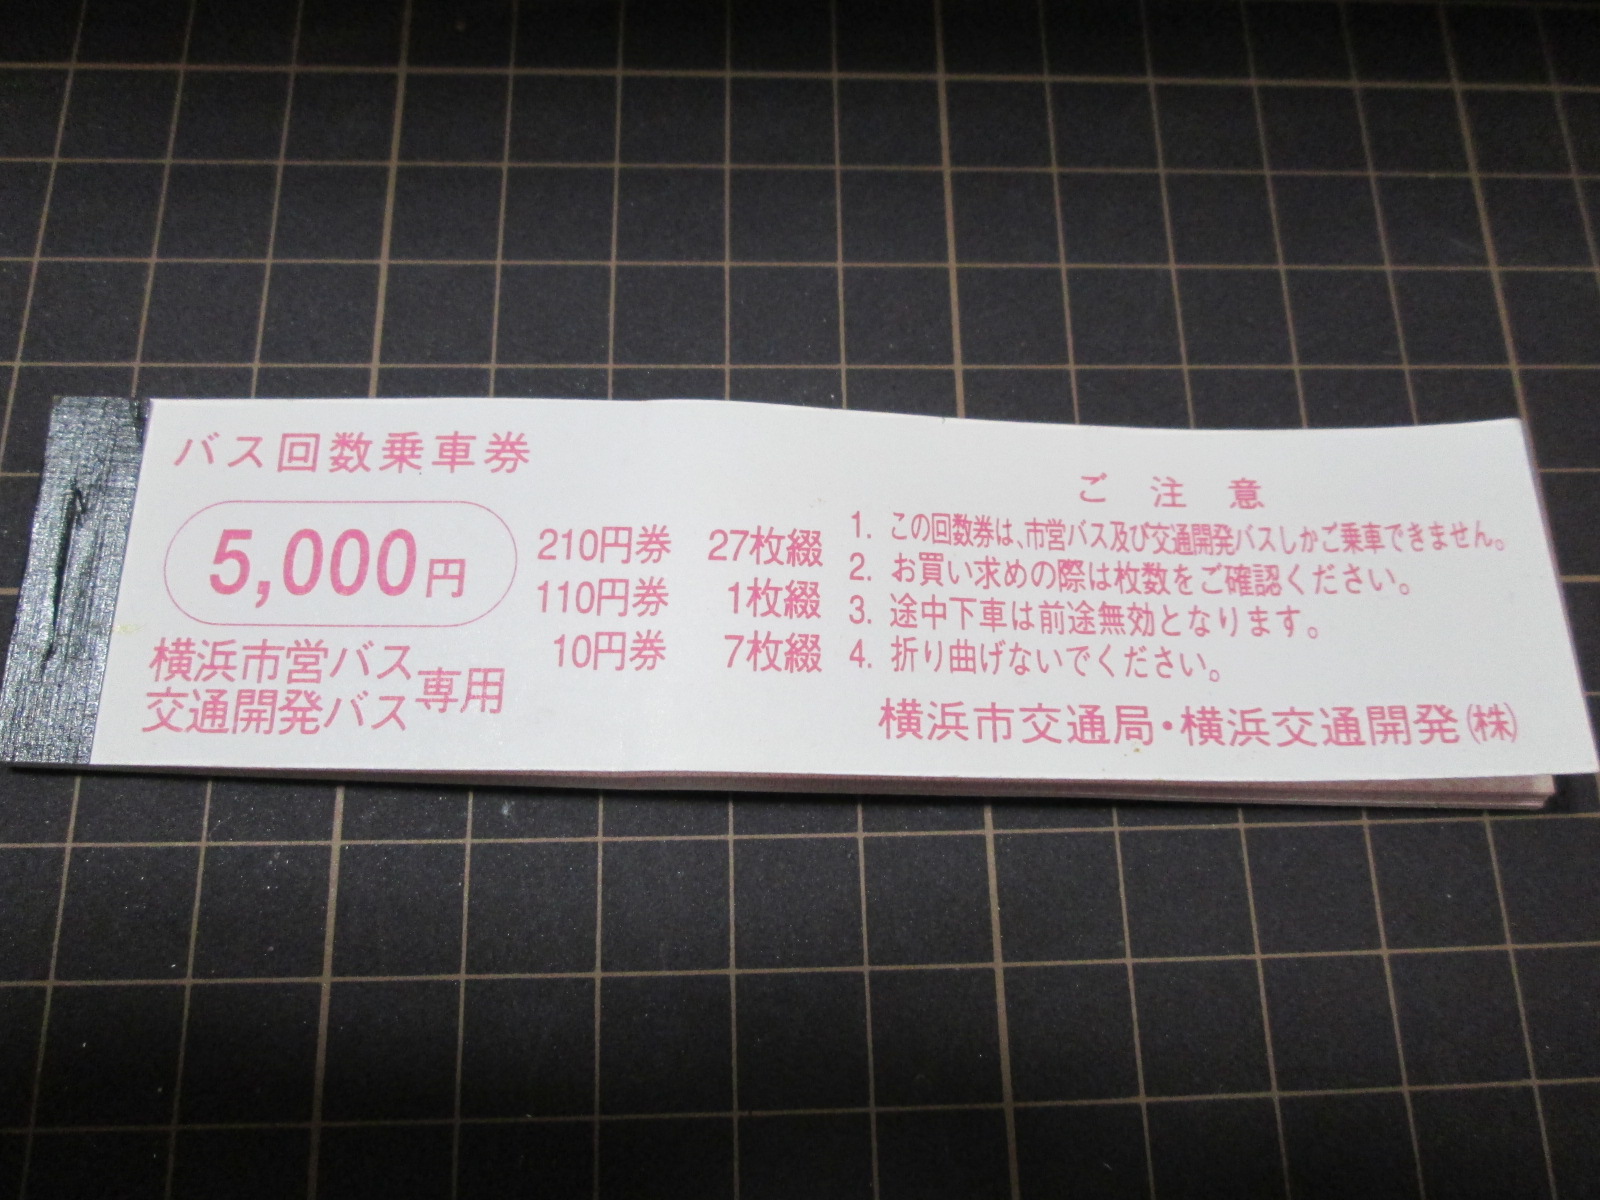 バス回数乗車券
5,000円
横浜市営バス
交通開発バス
専用
210円券 27枚綴
110円券 1枚綴
10円券 7枚綴
ご注意
1. この回数券は、市営バス及び交通開発バスしかご乗車できません。
2. お買い求めの際は枚数をご確認ください。
3. 途中下車は前途無効となります。
4. 折り曲げないでください。
横浜市交通局・横浜交通開発(株)